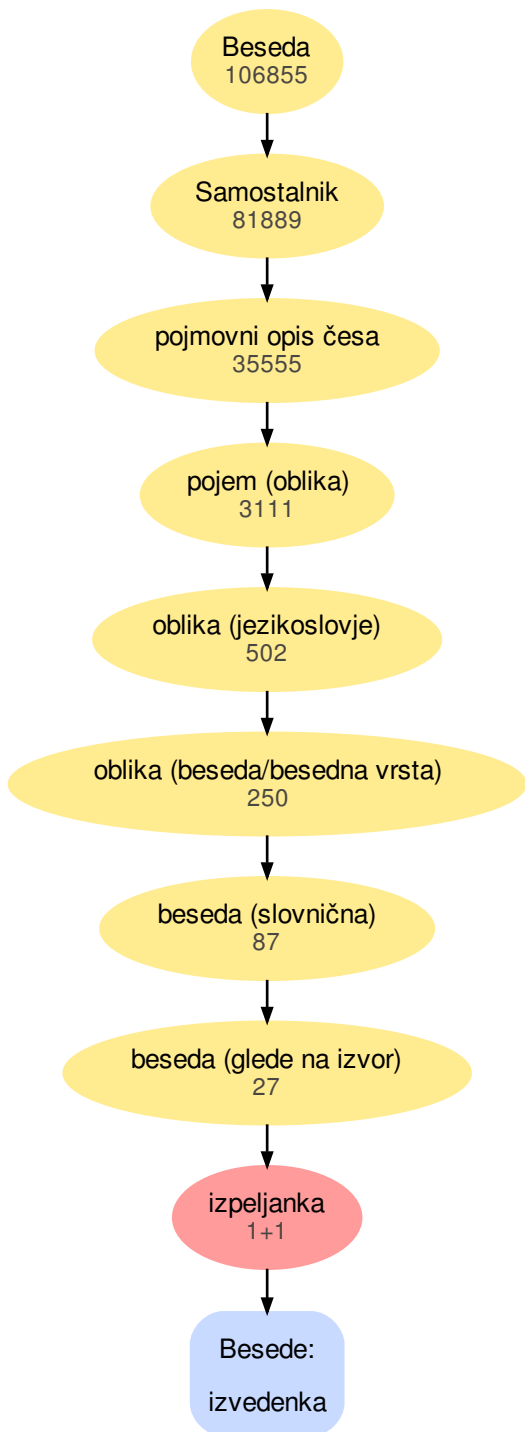 Beseda
106855
Samostalnik
81889
pojmovni opis česa
35555
pojem (oblika)
3111
oblika (jezikoslovje)
502
oblika (beseda/besedna vrsta)
250
beseda (slovnična)
87
beseda (glede na izvor)
27
izpeljanka
1+1
Besede:
izvedenka